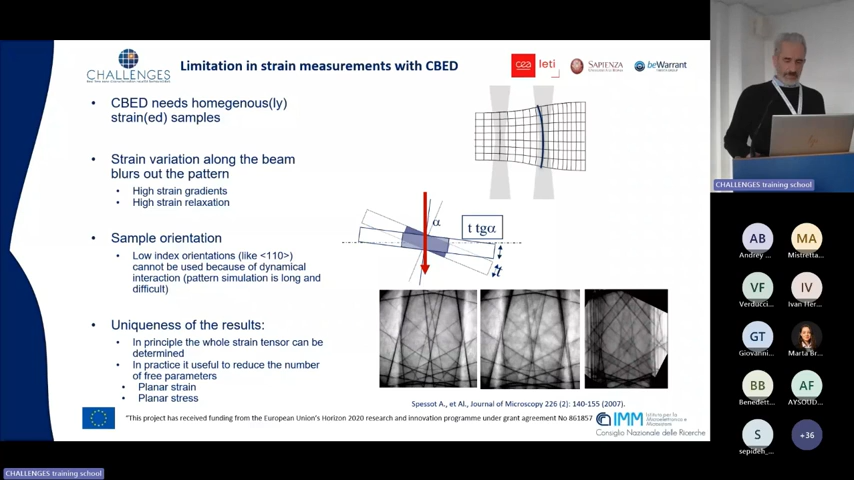 CHALLENGES
Limitation in strain measurements with CBED
cea leti
SAPIENZA
beWarrant
• CBED needs homogenous(ly)
strain(ed) samples
• Strain variation along the beam
blurs out the pattern
• High strain gradients
• High strain relaxation
α
t tgα
t
• Sample orientation
• Low index orientations (like <110>)
cannot be used because of dynamical
interaction (pattern simulation is long and
difficult)
• Uniqueness of the results:
• In principle the whole strain tensor can be
determined
• In practice it useful to reduce the number
of free parameters
• Planar strain
• Planar stress
Spessot A., et Al., Journal of Microscopy 226 (2): 140-155 (2007).
"This project has received funding from the European Union's Horizon 2020 research and innovation programme under grant agreement No 861857
IMM
Consiglio Nazionale delle Ricerche
CHALLENGES training school
CHALLENGES training school
AB
Andrey ...
MA
Mistretta...
VF
Verducci...
IV
Ivan Her...
GT
Giovanni...
Marta Br...
BB
Benedett...
AF
AYSOUD...
S
sepideh_...
+36